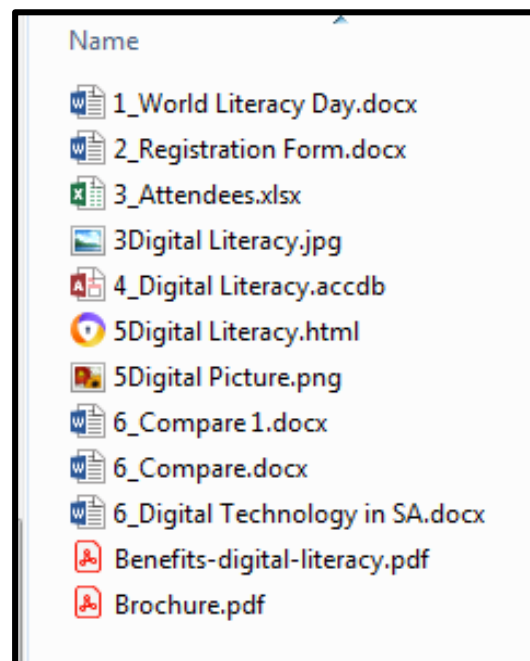 Name
1_World Literacy Day.docx
2_Registration Form.docx
3_Attendees.xlsx
3Digital Literacy.jpg
4_Digital Literacy.accdb
5Digital Literacy.html
5Digital Picture.png
6_Compare 1.docx
6_Compare.docx
6_Digital Technology in SA.docx
Benefits-digital-literacy.pdf
Brochure.pdf